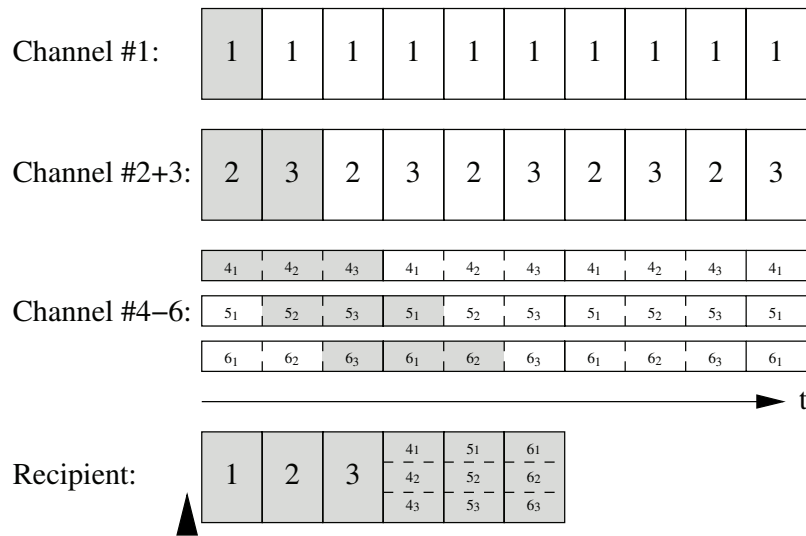 Channel #1: 1 1 1 1 1 1 1 1 1 1
Channel #2+3: 2 3 2 3 2 3 2 3 2 3
4₁ 4₂ 4₃ 4₁ 4₂ 4₃ 4₁ 4₂ 4₃ 4₁
Channel #4−6: 5₁ 5₂ 5₃ 5₁ 5₂ 5₃ 5₁ 5₂ 5₃ 5₁
6₁ 6₂ 6₃ 6₁ 6₂ 6₃ 6₁ 6₂ 6₃ 6₁
t
4₁ 5₁ 6₁
Recipient: 1 2 3 4₂ 5₂ 6₂
4₃ 5₃ 6₃